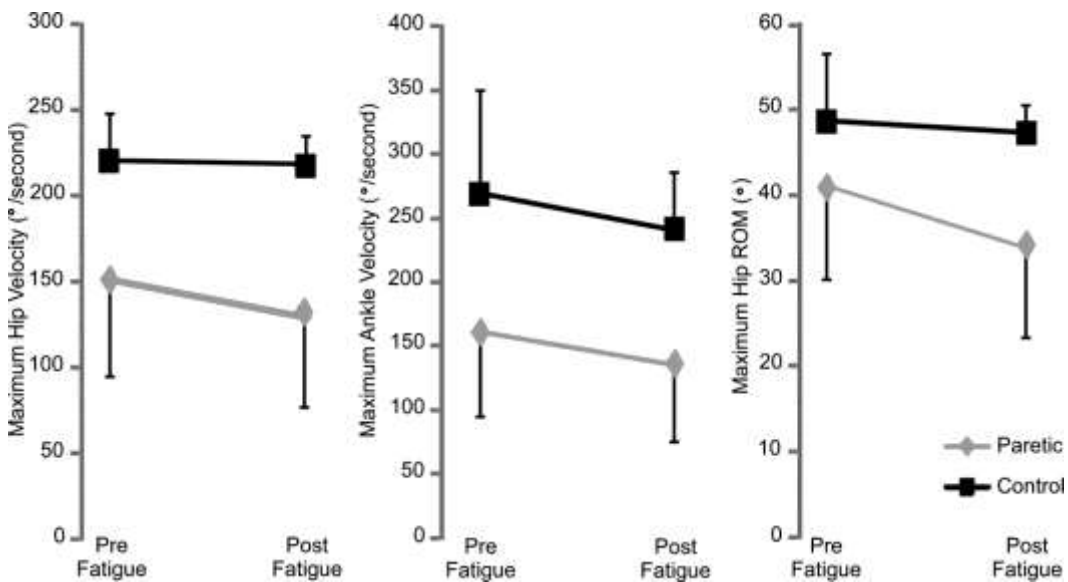 Maximum Hip Velocity (°/second)
300
250
200
150
100
50
0
Pre
Fatigue
Post
Fatigue
Maximum Ankle Velocity (°/second)
400
350
300
250
200
150
100
50
0
Pre
Fatigue
Post
Fatigue
Maximum Hip ROM (°)
60
50
40
30
20
10
0
Pre
Fatigue
Post
Fatigue
Paretic
Control